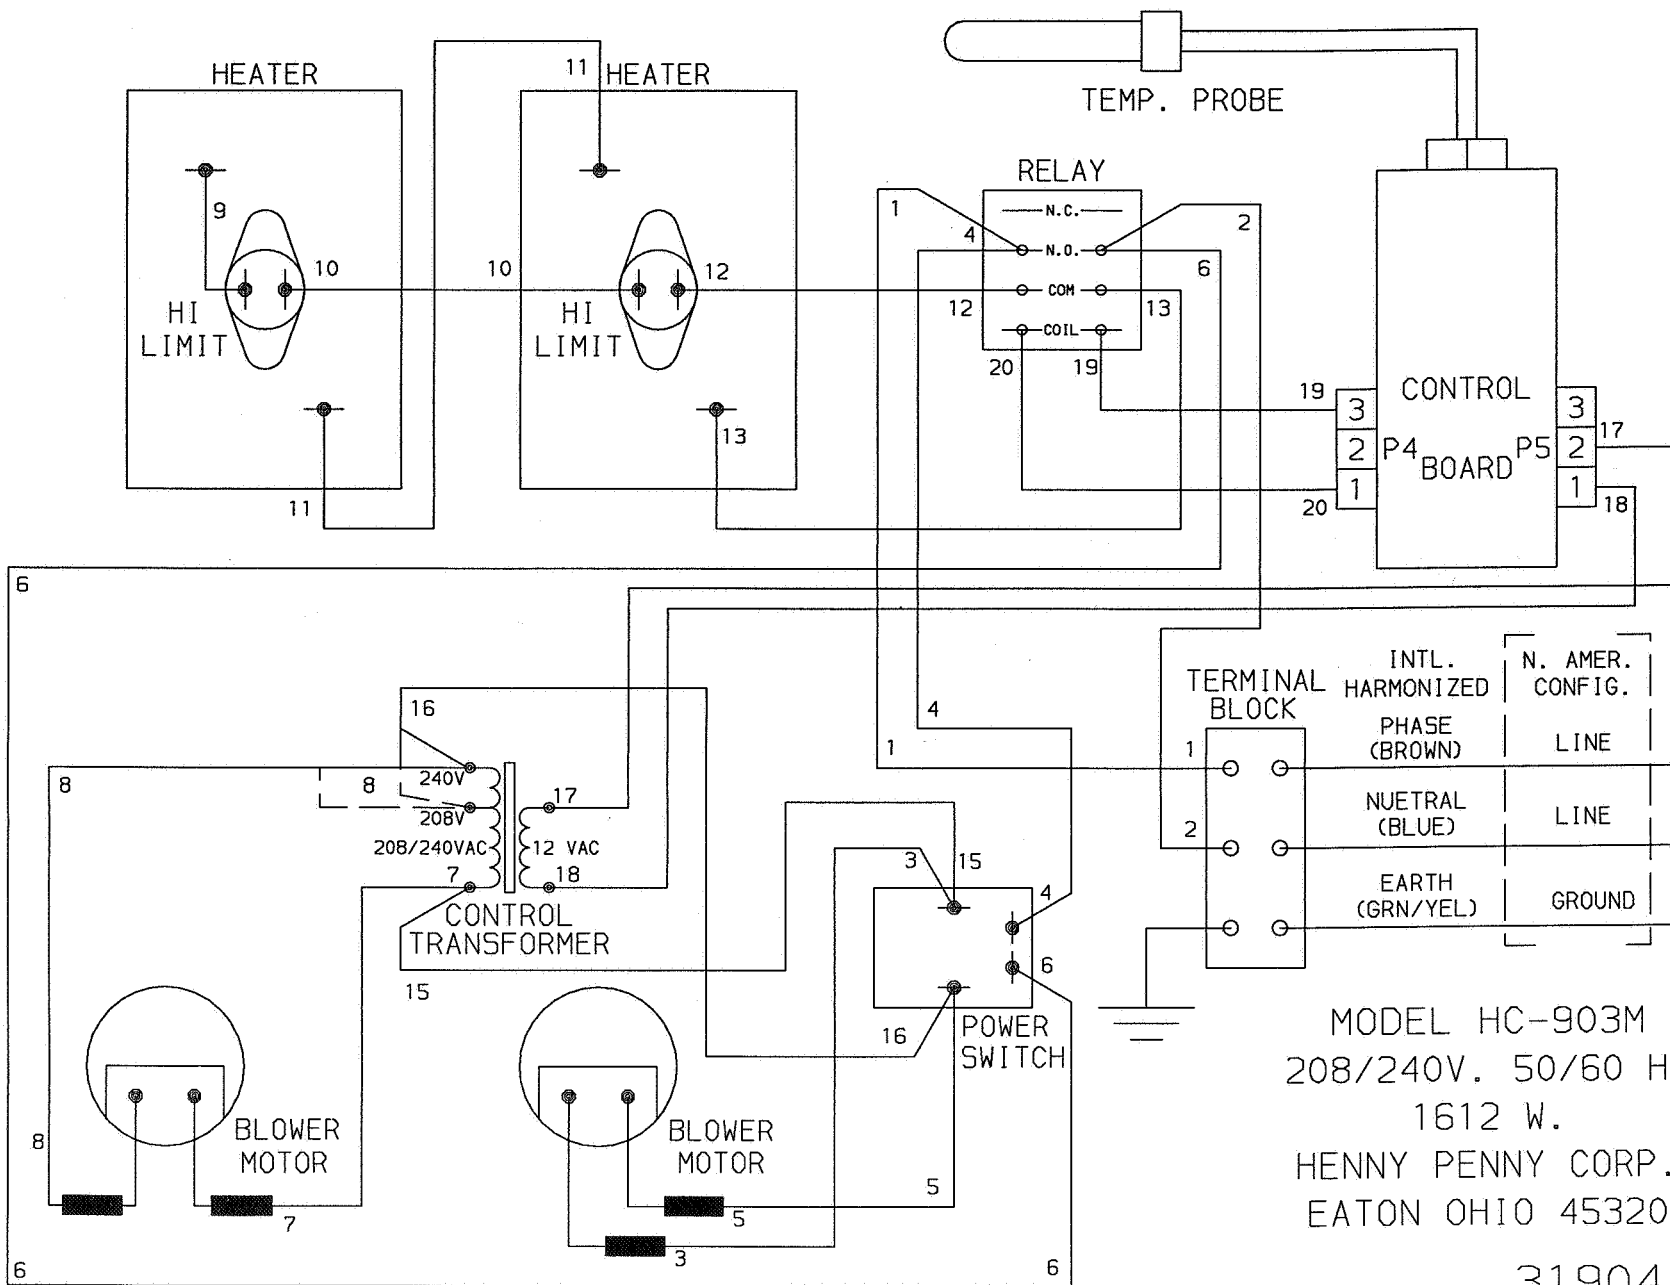 HEATER
11
HEATER
TEMP. PROBE
RELAY
9
10
HI
LIMIT
11
10
12
HI
LIMIT
13
1
4
N.C.
N.O.
COM
COIL
2
6
12
13
20
19
19
3
2
1
20
P4
CONTROL
BOARD
P5
3
2
1
17
18
6
16
8
8
240V
208V
208/240VAC
7
17
12 VAC
18
CONTROL
TRANSFORMER
15
4
1
3
15
4
6
16
POWER
SWITCH
TERMINAL
BLOCK
1
2
INTL.
HARMONIZED
N. AMER.
CONFIG.
PHASE
(BROWN)
LINE
NUETRAL
(BLUE)
LINE
EARTH
(GRN/YEL)
GROUND
8
BLOWER
MOTOR
7
BLOWER
MOTOR
5
5
3
6
6
MODEL HC-903M
208/240V. 50/60 H
1612 W.
HENNY PENNY CORP.
EATON OHIO 45320
31904